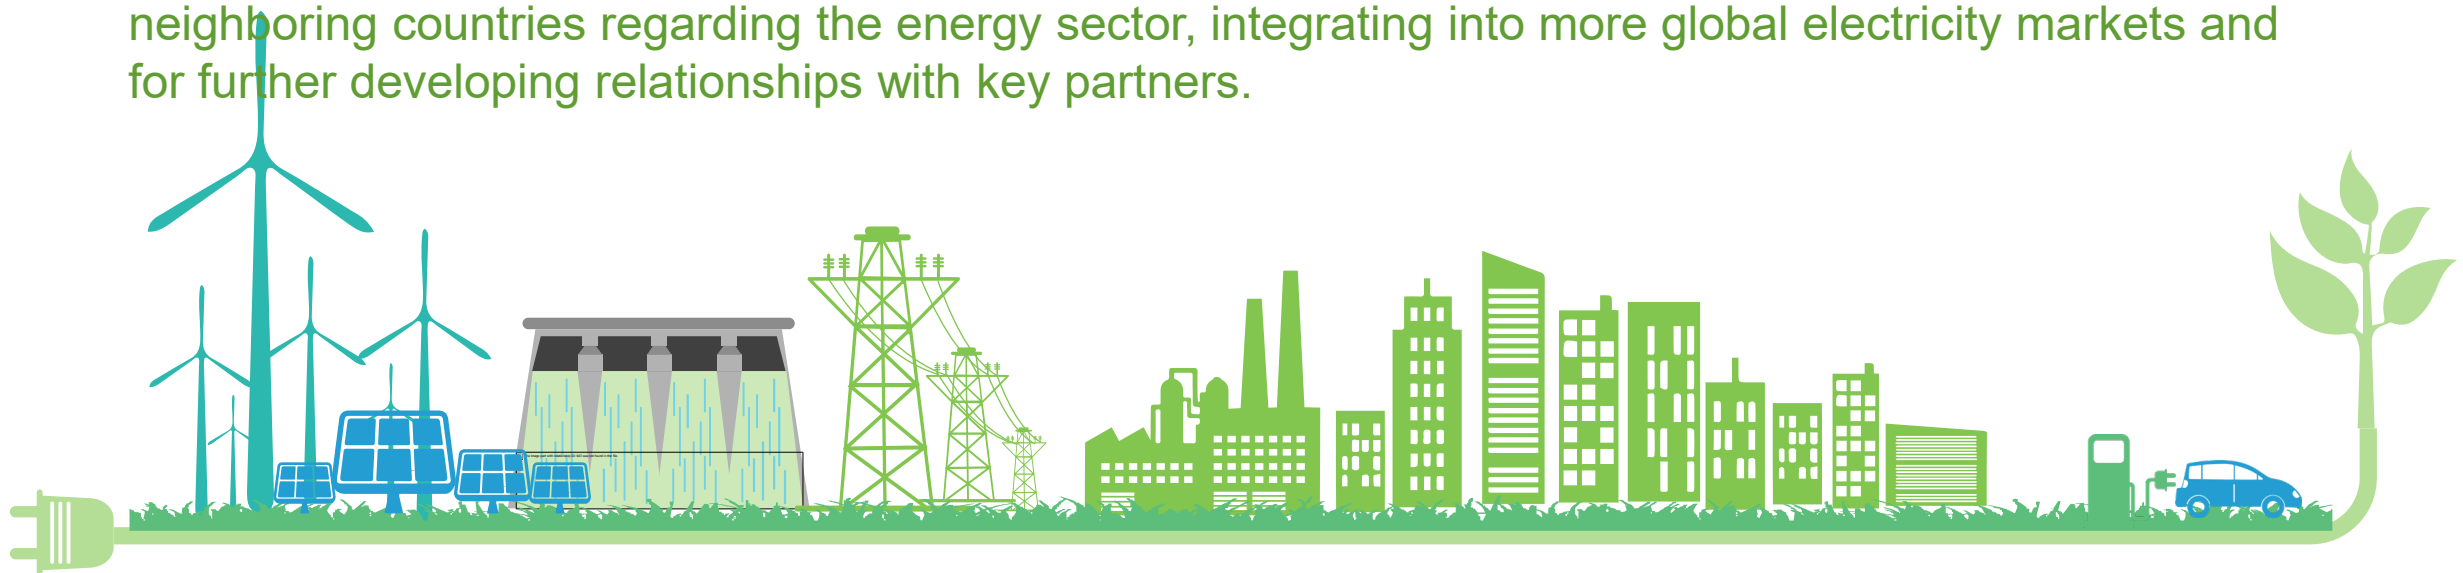 neighboring countries regarding the energy sector, integrating into more global electricity markets and
for further developing relationships with key partners.